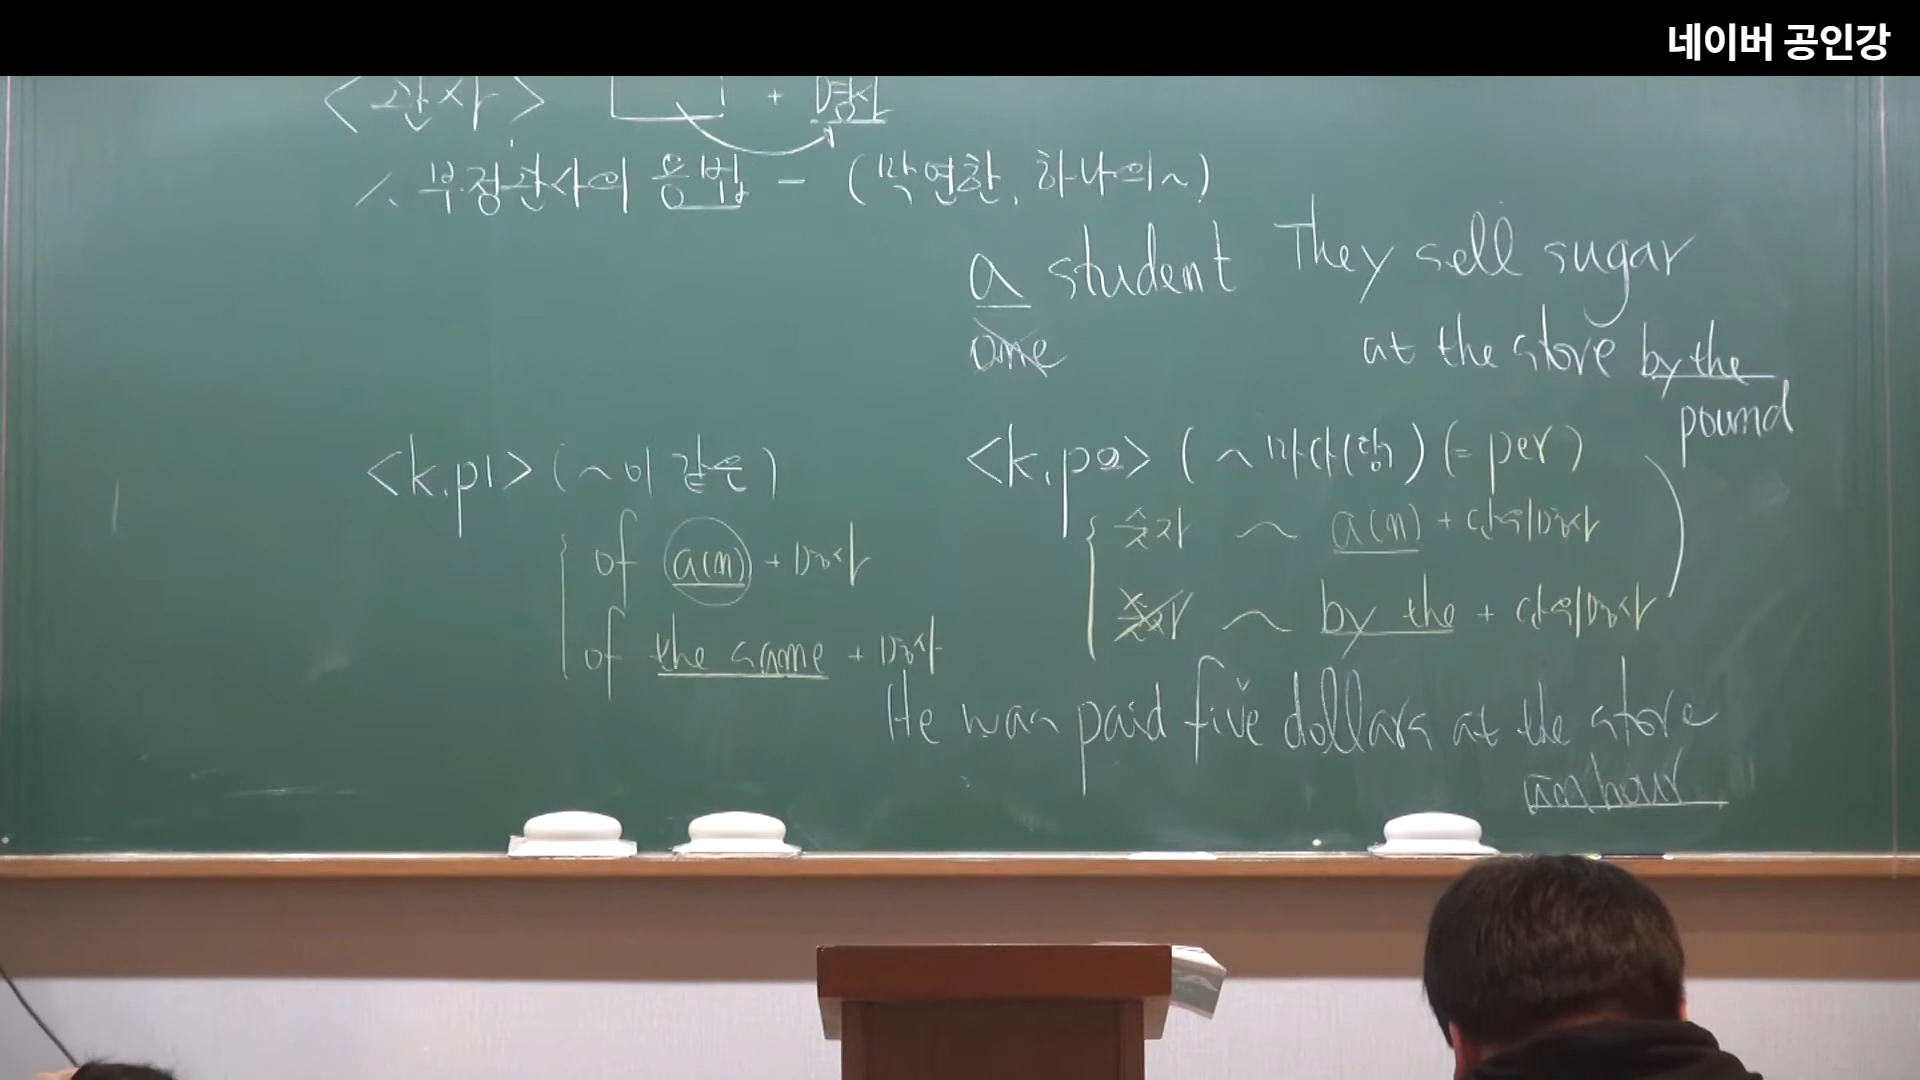 네이버 공인강
<관사> + 명사
1. 부정관사의 용법 - (막연한, 하나의~)
a student
one
They sell sugar
at the store by the
pound
<k.p1> (~이 같은)
of a(n) + 명사
of the same + 명사
<k.p2> (~마다(당)) (= per)
숫자 ~ a(n) + 단위명사
숫자 ~ by the + 단위명사
He was paid five dollars at the store
an hour